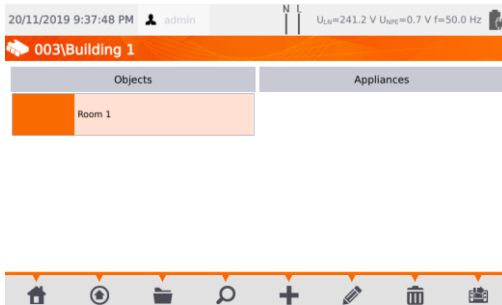 20/11/2019 9:37:48 PM admin N L ULN=241.2 V UNPE=0.7 V f=50.0 Hz
003\Building 1
Objects Appliances
Room 1